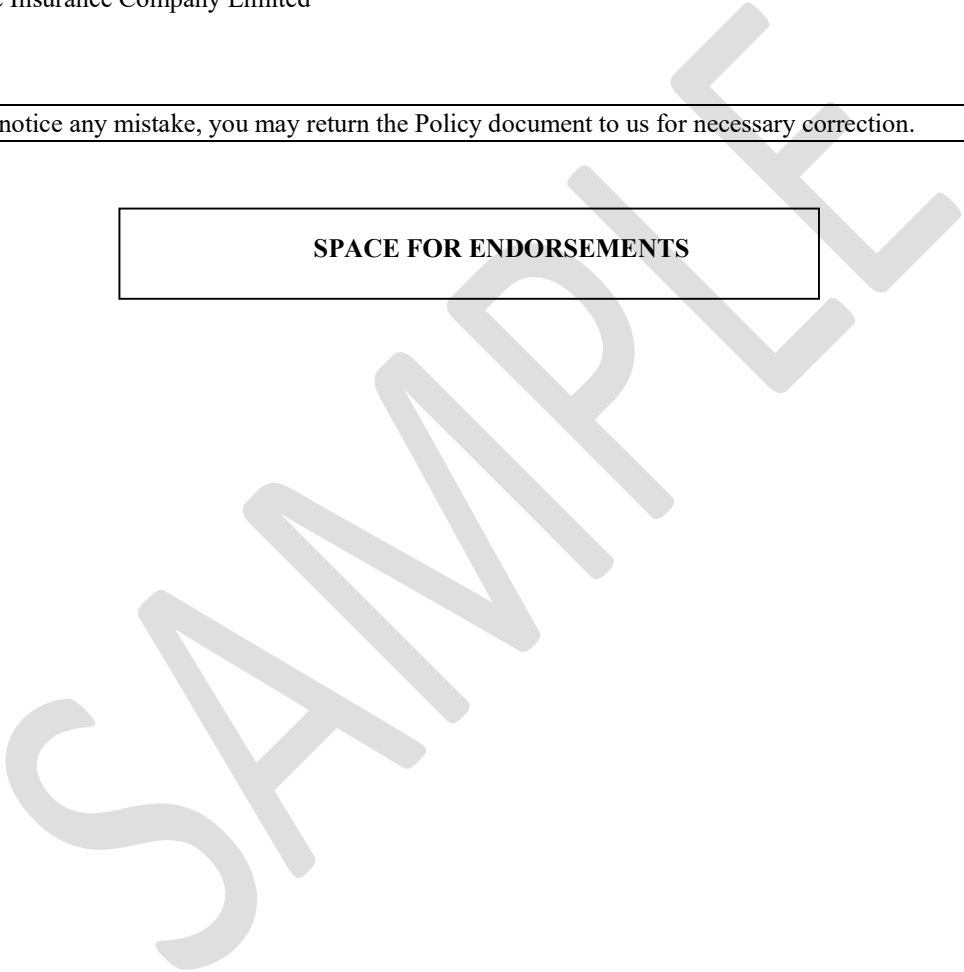 Insurance Company Limited
notice any mistake, you may return the Policy document to us for necessary correction.
SPACE FOR ENDORSEMENTS
SAMPLE